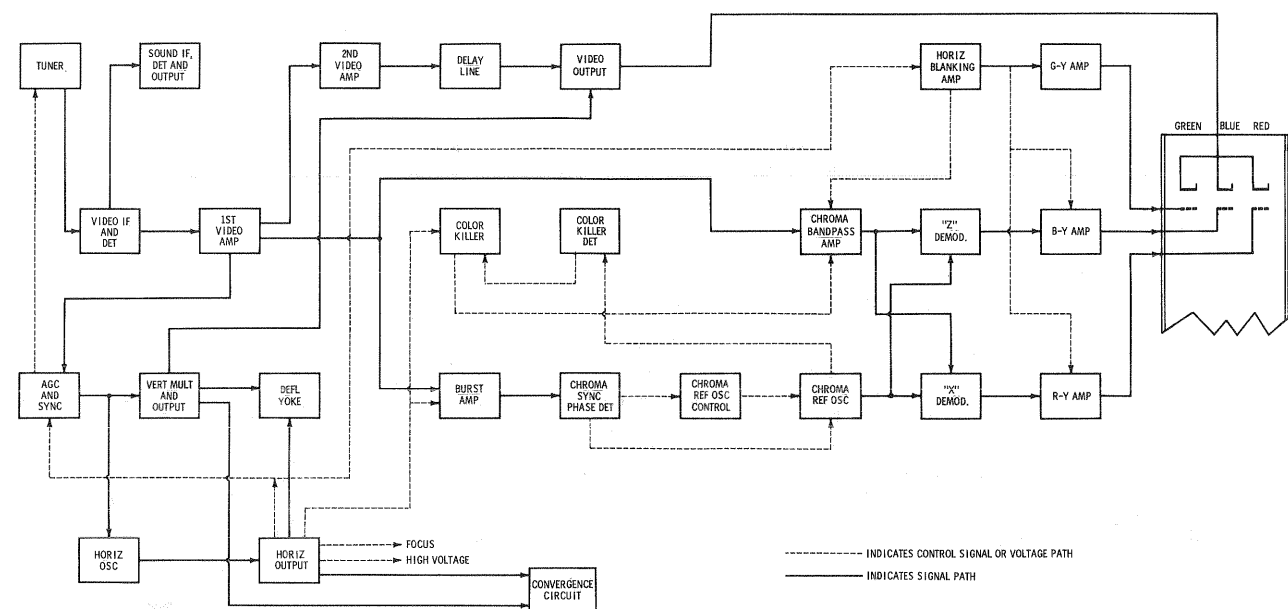 TUNER
SOUND IF,
DET AND
OUTPUT
2ND
VIDEO
AMP
DELAY
LINE
VIDEO
OUTPUT
HORIZ
BLANKING
AMP
G-Y AMP
GREEN BLUE RED
VIDEO IF
AND
DET
1ST
VIDEO
AMP
COLOR
KILLER
COLOR
KILLER
DET
CHROMA
BANDPASS
AMP
"Z"
DEMOD.
B-Y AMP
AGC
AND
SYNC
VERT MULT
AND
OUTPUT
DEFL
YOKE
BURST
AMP
CHROMA
SYNC
PHASE DET
CHROMA
REF OSC
CONTROL
CHROMA
REF OSC
"X"
DEMOD.
R-Y AMP
HORIZ
OSC
HORIZ
OUTPUT
FOCUS
HIGH VOLTAGE
CONVERGENCE
CIRCUIT
INDICATES CONTROL SIGNAL OR VOLTAGE PATH
INDICATES SIGNAL PATH